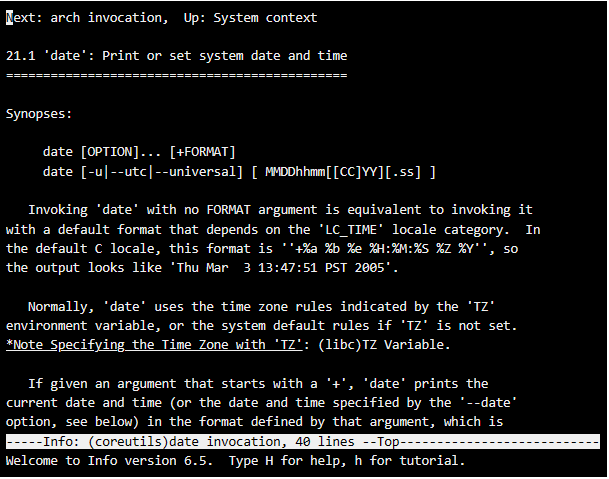 Next: arch invocation,  Up: System context
21.1 'date': Print or set system date and time
==============================================
Synopses:
date [OPTION]... [+FORMAT]
date [-u|--utc|--universal] [ MMDDhhmm[[CC]YY][.ss] ]
Invoking 'date' with no FORMAT argument is equivalent to invoking it
with a default format that depends on the 'LC_TIME' locale category.  In
the default C locale, this format is ''+%a %b %e %H:%M:%S %Z %Y'', so
the output looks like 'Thu Mar  3 13:47:51 PST 2005'.
Normally, 'date' uses the time zone rules indicated by the 'TZ'
environment variable, or the system default rules if 'TZ' is not set.
*Note Specifying the Time Zone with 'TZ': (libc)TZ Variable.
If given an argument that starts with a '+', 'date' prints the
current date and time (or the date and time specified by the '--date'
option, see below) in the format defined by that argument, which is
-----Info: (coreutils)date invocation, 40 lines --Top---------------------------
Welcome to Info version 6.5.  Type H for help, h for tutorial.